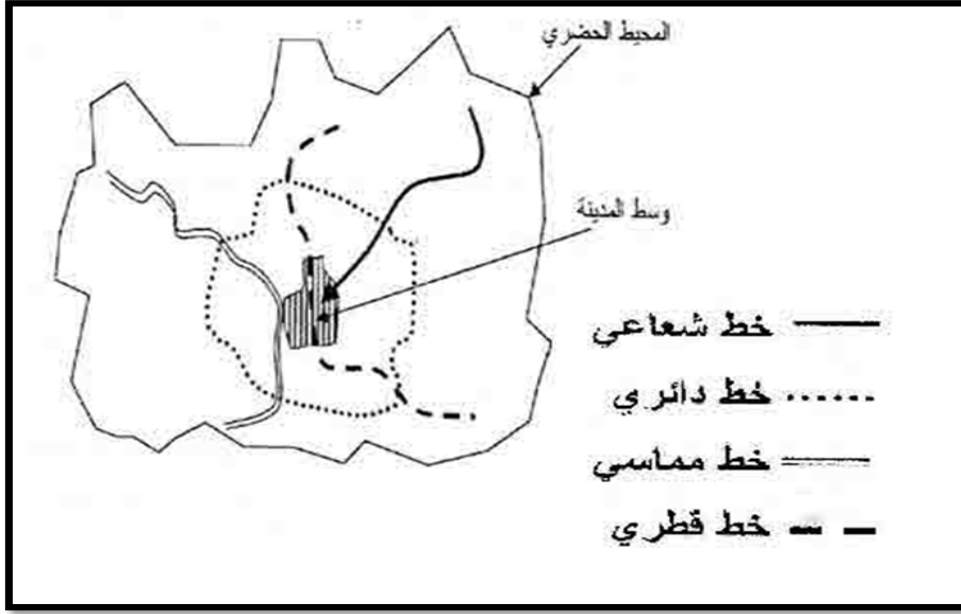 المحيط الحضري
وسط المدينة
خط شعاعي
خط دائري
خط مماسي
خط قطري